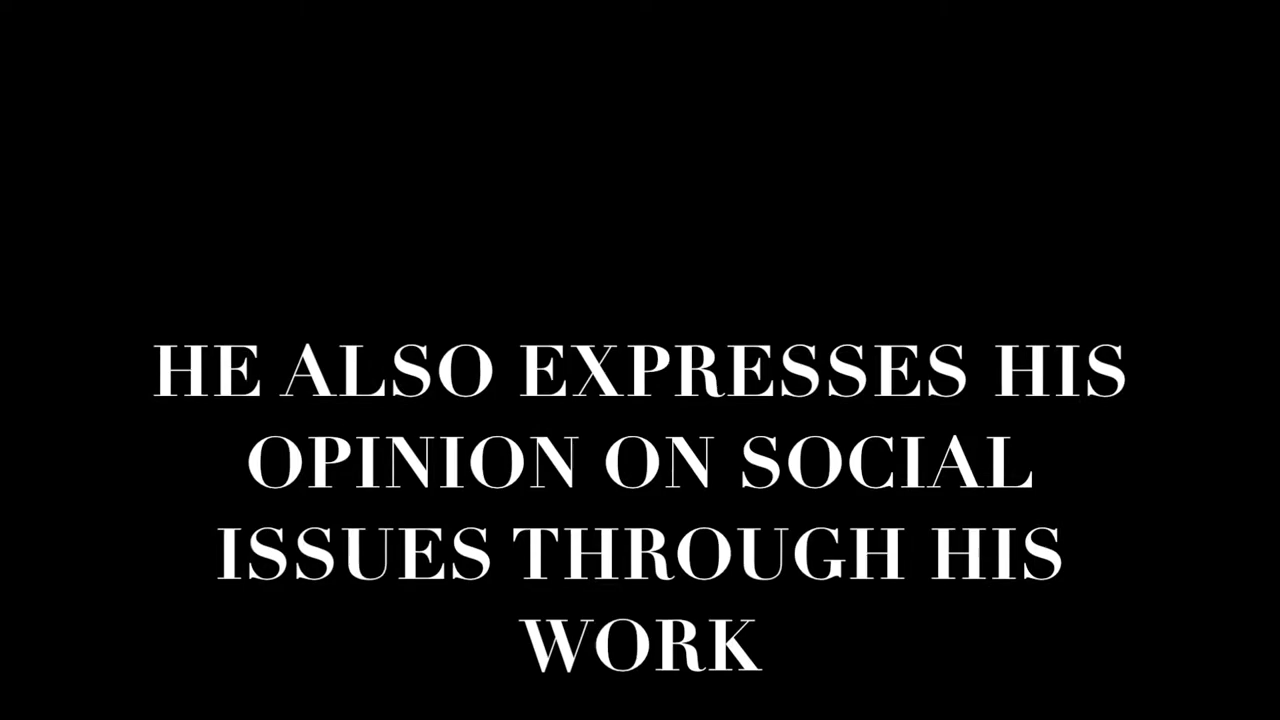 HE ALSO EXPRESSES HIS
OPINION ON SOCIAL
ISSUES THROUGH HIS
WORK